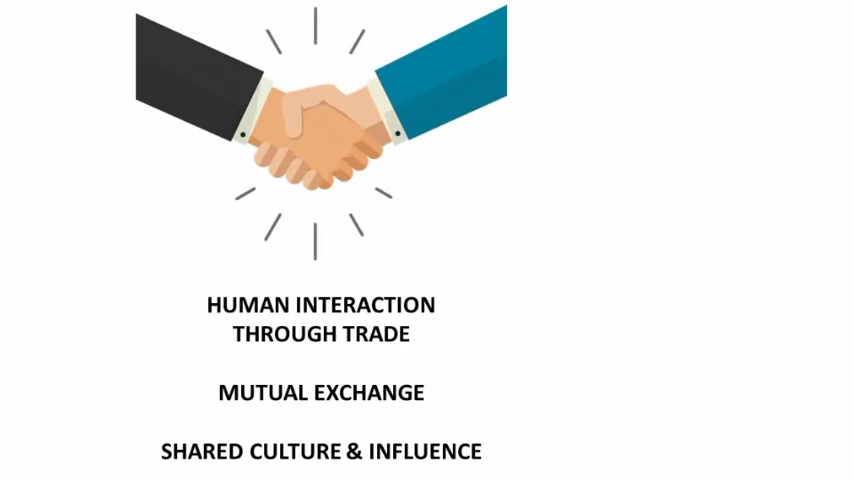 HUMAN INTERACTION
THROUGH TRADE
MUTUAL EXCHANGE
SHARED CULTURE & INFLUENCE